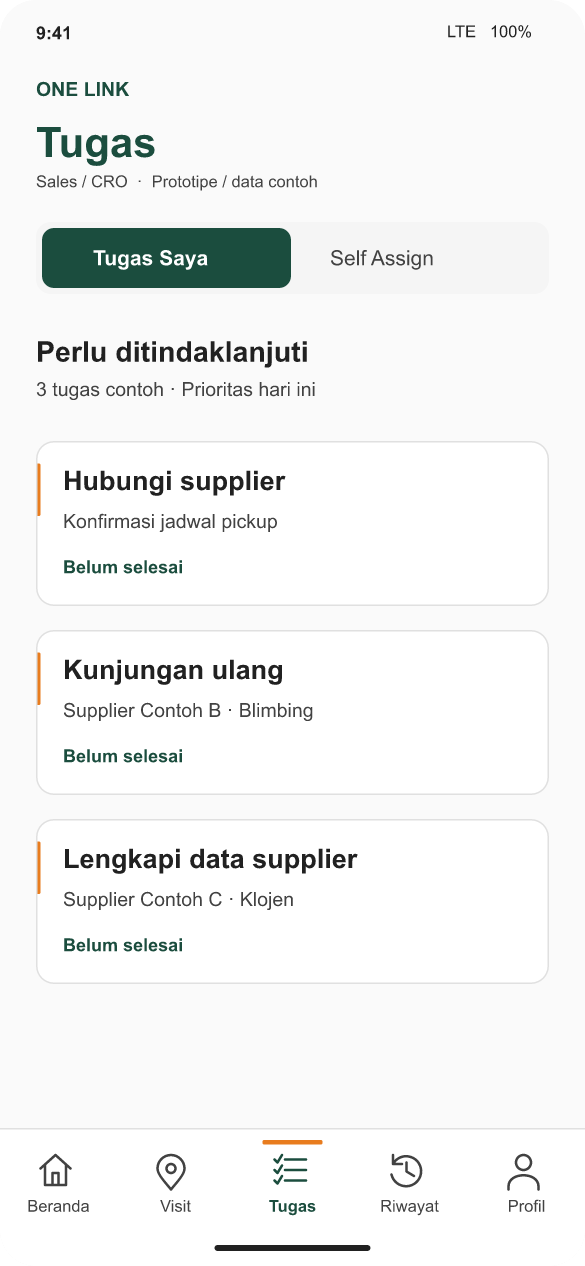 9:41
LTE 100%
ONE LINK
Tugas
Sales / CRO · Prototipe / data contoh
Tugas Saya
Self Assign
Perlu ditindaklanjuti
3 tugas contoh · Prioritas hari ini
Hubungi supplier
Konfirmasi jadwal pickup
Belum selesai
Kunjungan ulang
Supplier Contoh B · Blimbing
Belum selesai
Lengkapi data supplier
Supplier Contoh C · Klojen
Belum selesai
Beranda
Visit
Tugas
Riwayat
Profil